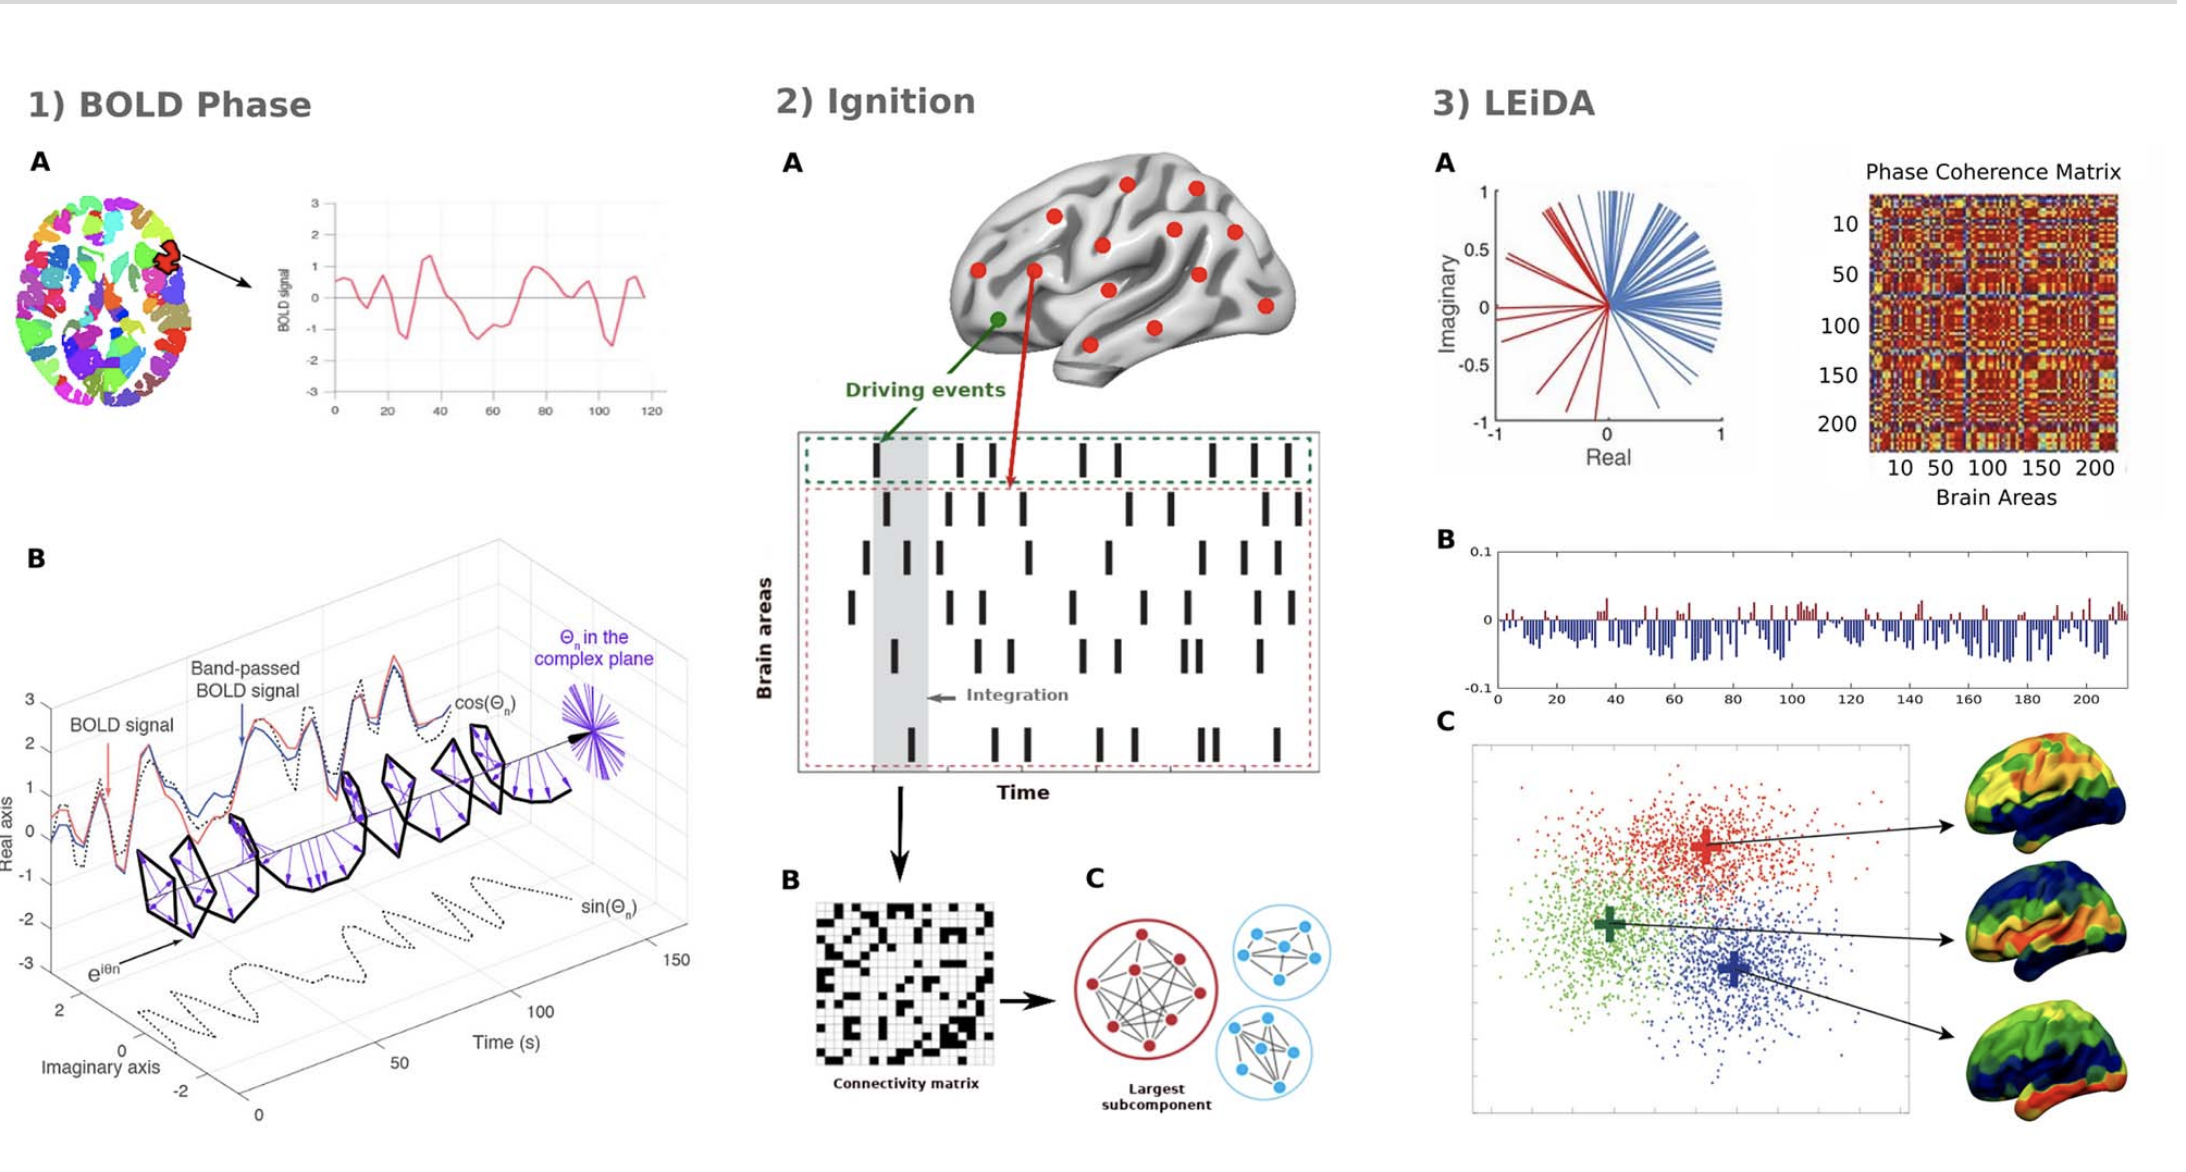 1) BOLD Phase
A
BOLD signal
3
2
1
0
-1
-2
-3
0 20 40 60 80 100 120
B
Θn in the
complex plane
Band-passed
BOLD signal
BOLD signal
cos(Θn)
sin(Θn)
e^iθn
Real axis
3
2
1
0
-1
-2
-3
2
0
-2
Imaginary axis
0
50
100
150
Time (s)
2) Ignition
A
Driving events
Brain areas
Integration
Time
B
Connectivity matrix
C
Largest
subcomponent
3) LEiDA
A
Imaginary
1
0.5
0
-0.5
-1
-1 0 1
Real
Phase Coherence Matrix
10
50
100
150
200
10 50 100 150 200
Brain Areas
B
0.1
0
-0.1
0 20 40 60 80 100 120 140 160 180 200
C